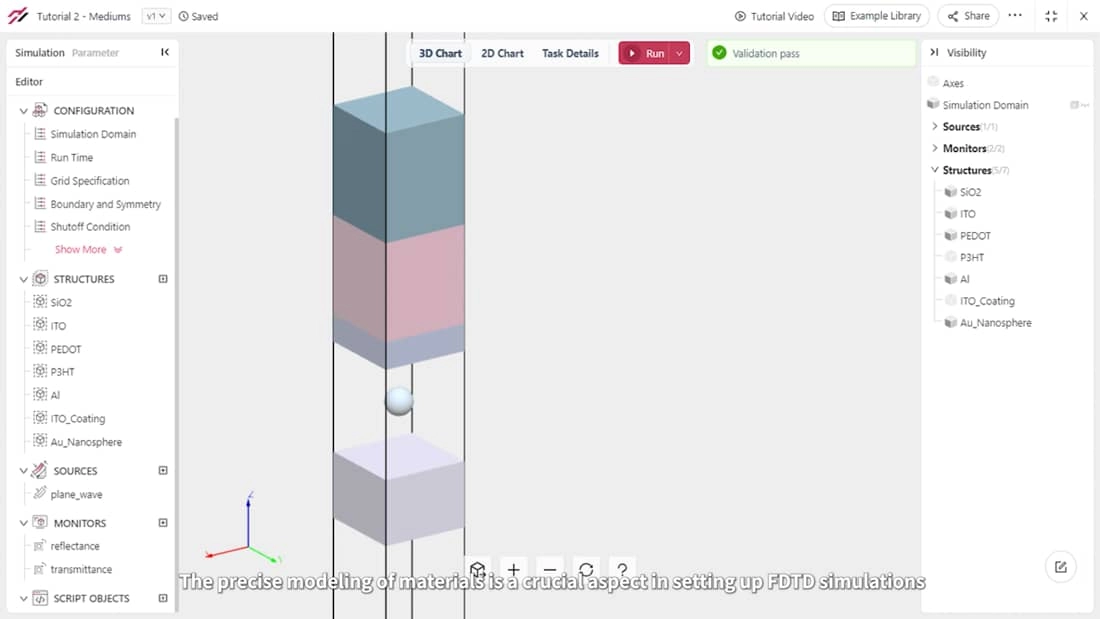 Tutorial 2 - Mediums
v1
Saved
Tutorial Video
Example Library
Share
Simulation Parameter
3D Chart
2D Chart
Task Details
Run
Validation pass
Visibility
Editor
CONFIGURATION
Simulation Domain
Run Time
Grid Specification
Boundary and Symmetry
Shutoff Condition
Show More
STRUCTURES
SiO2
ITO
PEDOT
P3HT
Al
ITO_Coating
Au_Nanosphere
SOURCES
plane_wave
MONITORS
reflectance
transmittance
SCRIPT OBJECTS
Axes
Simulation Domain
Sources(1/1)
Monitors(2/2)
Structures(5/7)
SiO2
ITO
PEDOT
P3HT
Al
ITO_Coating
Au_Nanosphere
The precise modeling of materials is a crucial aspect in setting up FDTD simulations